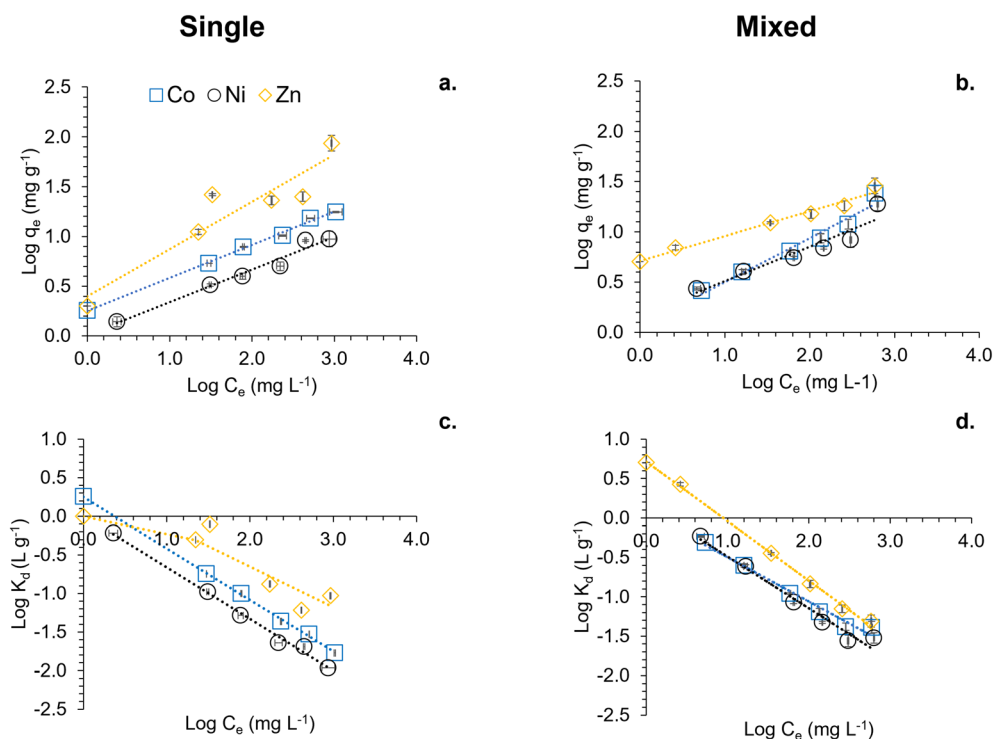 Single
Mixed
a.
b.
Co Ni Zn
2.5
2.0
1.5
1.0
0.5
0.0
Log qₑ (mg g⁻¹)
0.0 1.0 2.0 3.0 4.0
Log Cₑ (mg L⁻¹)
2.5
2.0
1.5
1.0
0.5
0.0
Log qₑ (mg g⁻¹)
0.0 1.0 2.0 3.0 4.0
Log Cₑ (mg L-1)
c.
d.
1.0
0.5
0.0
-0.5
-1.0
-1.5
-2.0
-2.5
Log K_d (L g⁻¹)
0.0 1.0 2.0 3.0 4.0
Log Cₑ (mg L⁻¹)
1.0
0.5
0.0
-0.5
-1.0
-1.5
-2.0
-2.5
Log K_d (L g⁻¹)
0.0 1.0 2.0 3.0 4.0
Log Cₑ (mg L⁻¹)